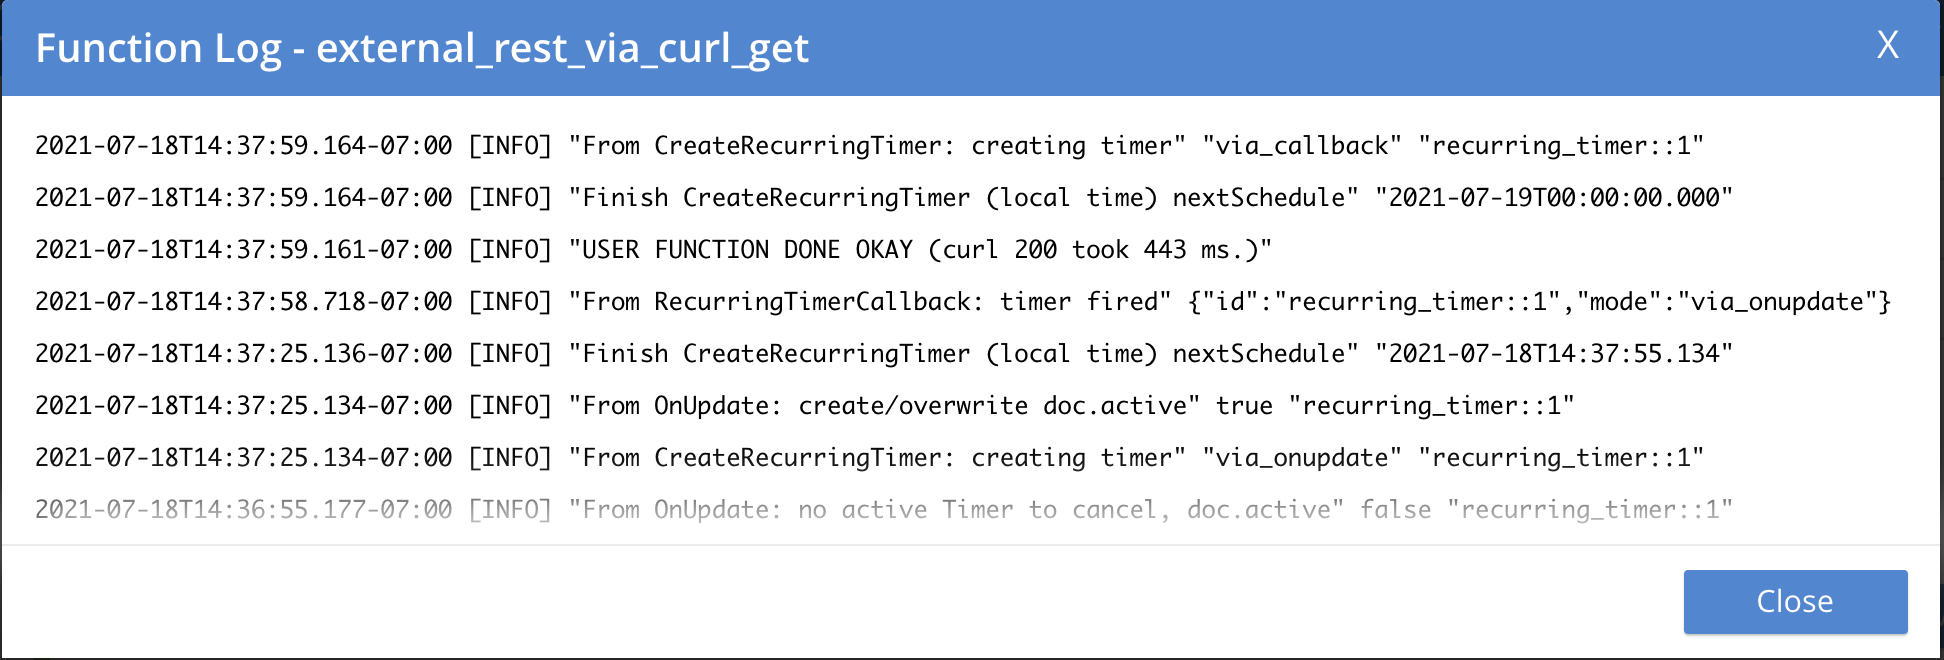 Function Log - external_rest_via_curl_get
X
2021-07-18T14:37:59.164-07:00 [INFO] "From CreateRecurringTimer: creating timer" "via_callback" "recurring_timer::1"
2021-07-18T14:37:59.164-07:00 [INFO] "Finish CreateRecurringTimer (local time) nextSchedule" "2021-07-19T00:00:00.000"
2021-07-18T14:37:59.161-07:00 [INFO] "USER FUNCTION DONE OKAY (curl 200 took 443 ms.)"
2021-07-18T14:37:58.718-07:00 [INFO] "From RecurringTimerCallback: timer fired" {"id":"recurring_timer::1","mode":"via_onupdate"}
2021-07-18T14:37:25.136-07:00 [INFO] "Finish CreateRecurringTimer (local time) nextSchedule" "2021-07-18T14:37:55.134"
2021-07-18T14:37:25.134-07:00 [INFO] "From OnUpdate: create/overwrite doc.active" true "recurring_timer::1"
2021-07-18T14:37:25.134-07:00 [INFO] "From CreateRecurringTimer: creating timer" "via_onupdate" "recurring_timer::1"
2021-07-18T14:36:55.177-07:00 [INFO] "From OnUpdate: no active Timer to cancel, doc.active" false "recurring_timer::1"
Close